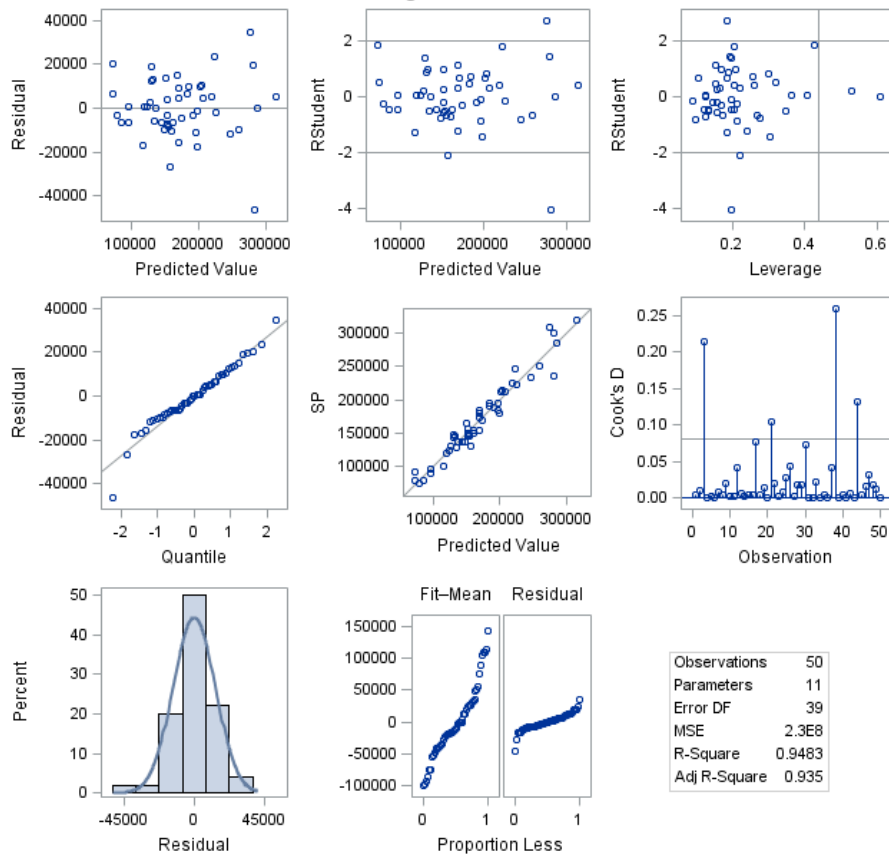 40000
20000
0
-20000
-40000
Residual
100000 200000 300000
Predicted Value
2
0
-2
-4
RStudent
100000 200000 300000
Predicted Value
2
0
-2
-4
RStudent
0.2 0.4 0.6
Leverage
40000
20000
0
-20000
-40000
Residual
-2 -1 0 1 2
Quantile
300000
250000
200000
150000
100000
SP
100000 200000 300000
Predicted Value
0.25
0.20
0.15
0.10
0.05
0.00
Cook's D
0 10 20 30 40 50
Observation
50
40
30
20
10
0
Percent
-45000 0 45000
Residual
Fit–Mean Residual
150000
100000
50000
0
-50000
-100000
0 1 0 1
Proportion Less
Observations 50
Parameters 11
Error DF 39
MSE 2.3E8
R-Square 0.9483
Adj R-Square 0.935